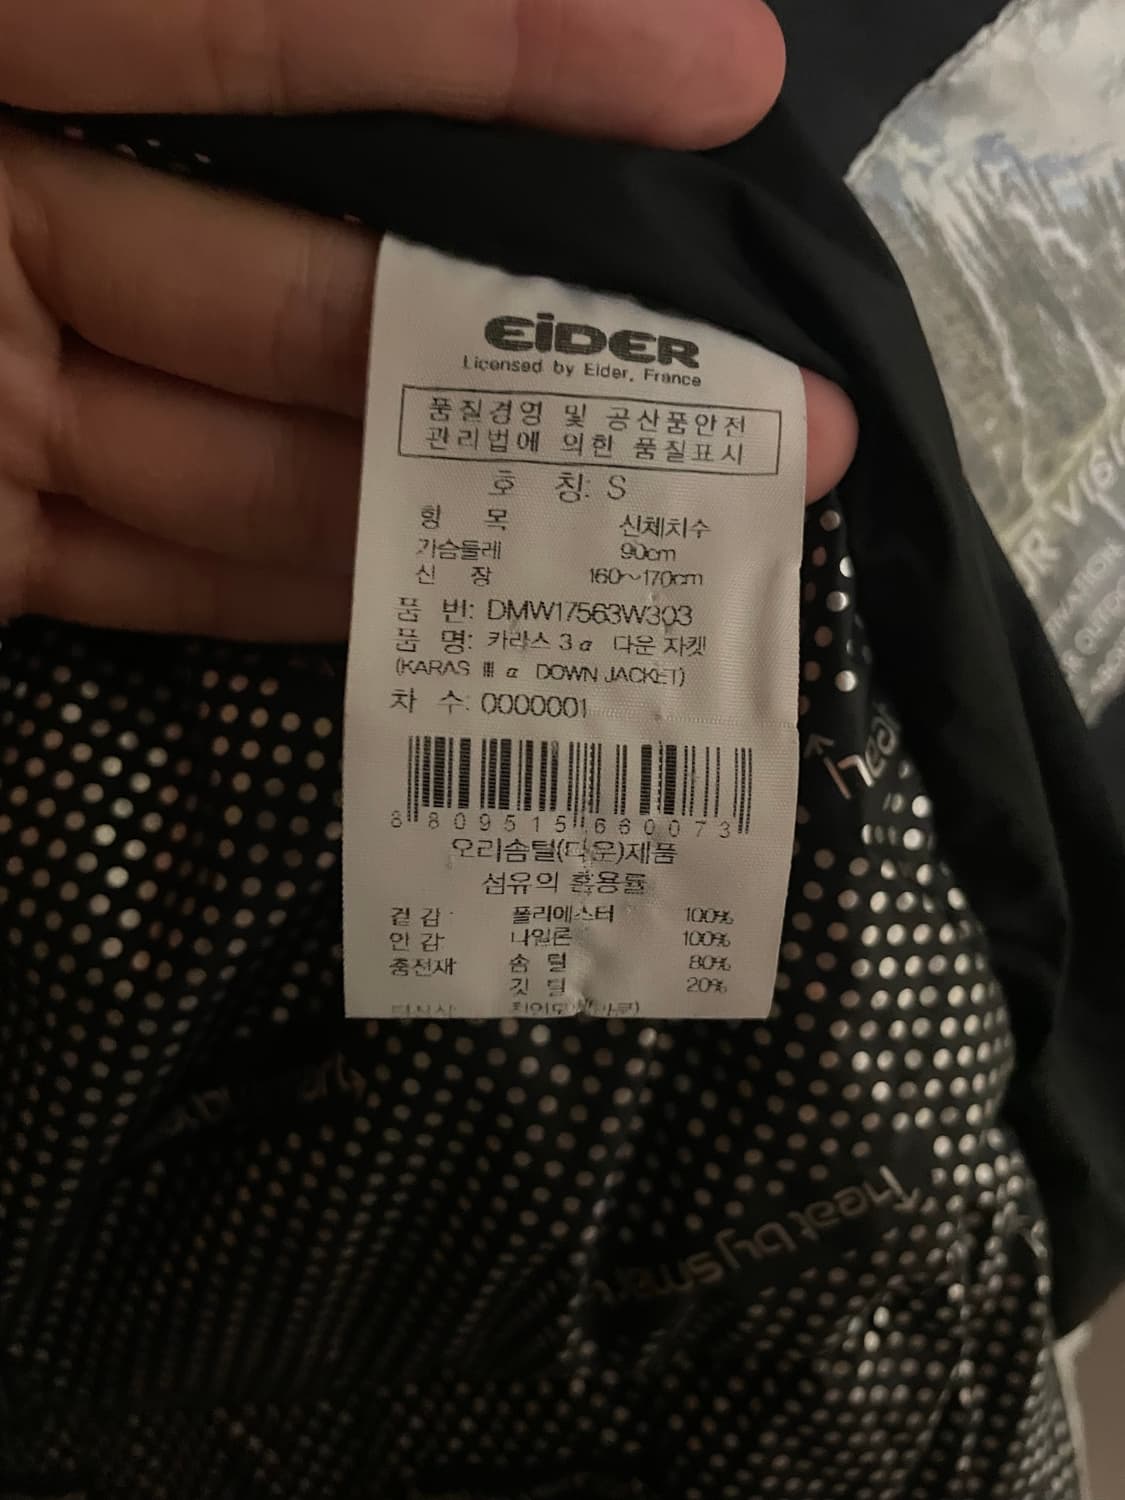 EIDER
Licensed by Eider, France
품질경영 및 공산품안전
관리법에 의한 품질표시
호 칭: S
항 목 신체치수
가슴둘레 90cm
신 장 160~170cm
품 번: DMW17563W303
품 명: 카라스 3 α 다운 자켓
(KARAS Ⅲ α DOWN JACKET)
차 수: 0000001
8 809515 660073
오리솜털(다운)제품
섬유의 혼용률
겉감 폴리에스터 100%
안감 나일론 100%
충전재 솜 털 80%
깃 털 20%
heat
heat by smart